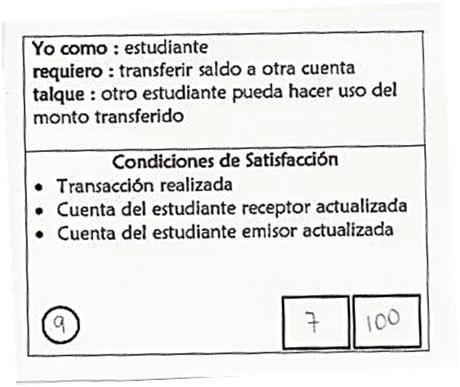 Yo como : estudiante
requiero : transferir saldo a otra cuenta
talque : otro estudiante pueda hacer uso del
monto transferido
Condiciones de Satisfacción
• Transacción realizada
• Cuenta del estudiante receptor actualizada
• Cuenta del estudiante emisor actualizada
9 7 100